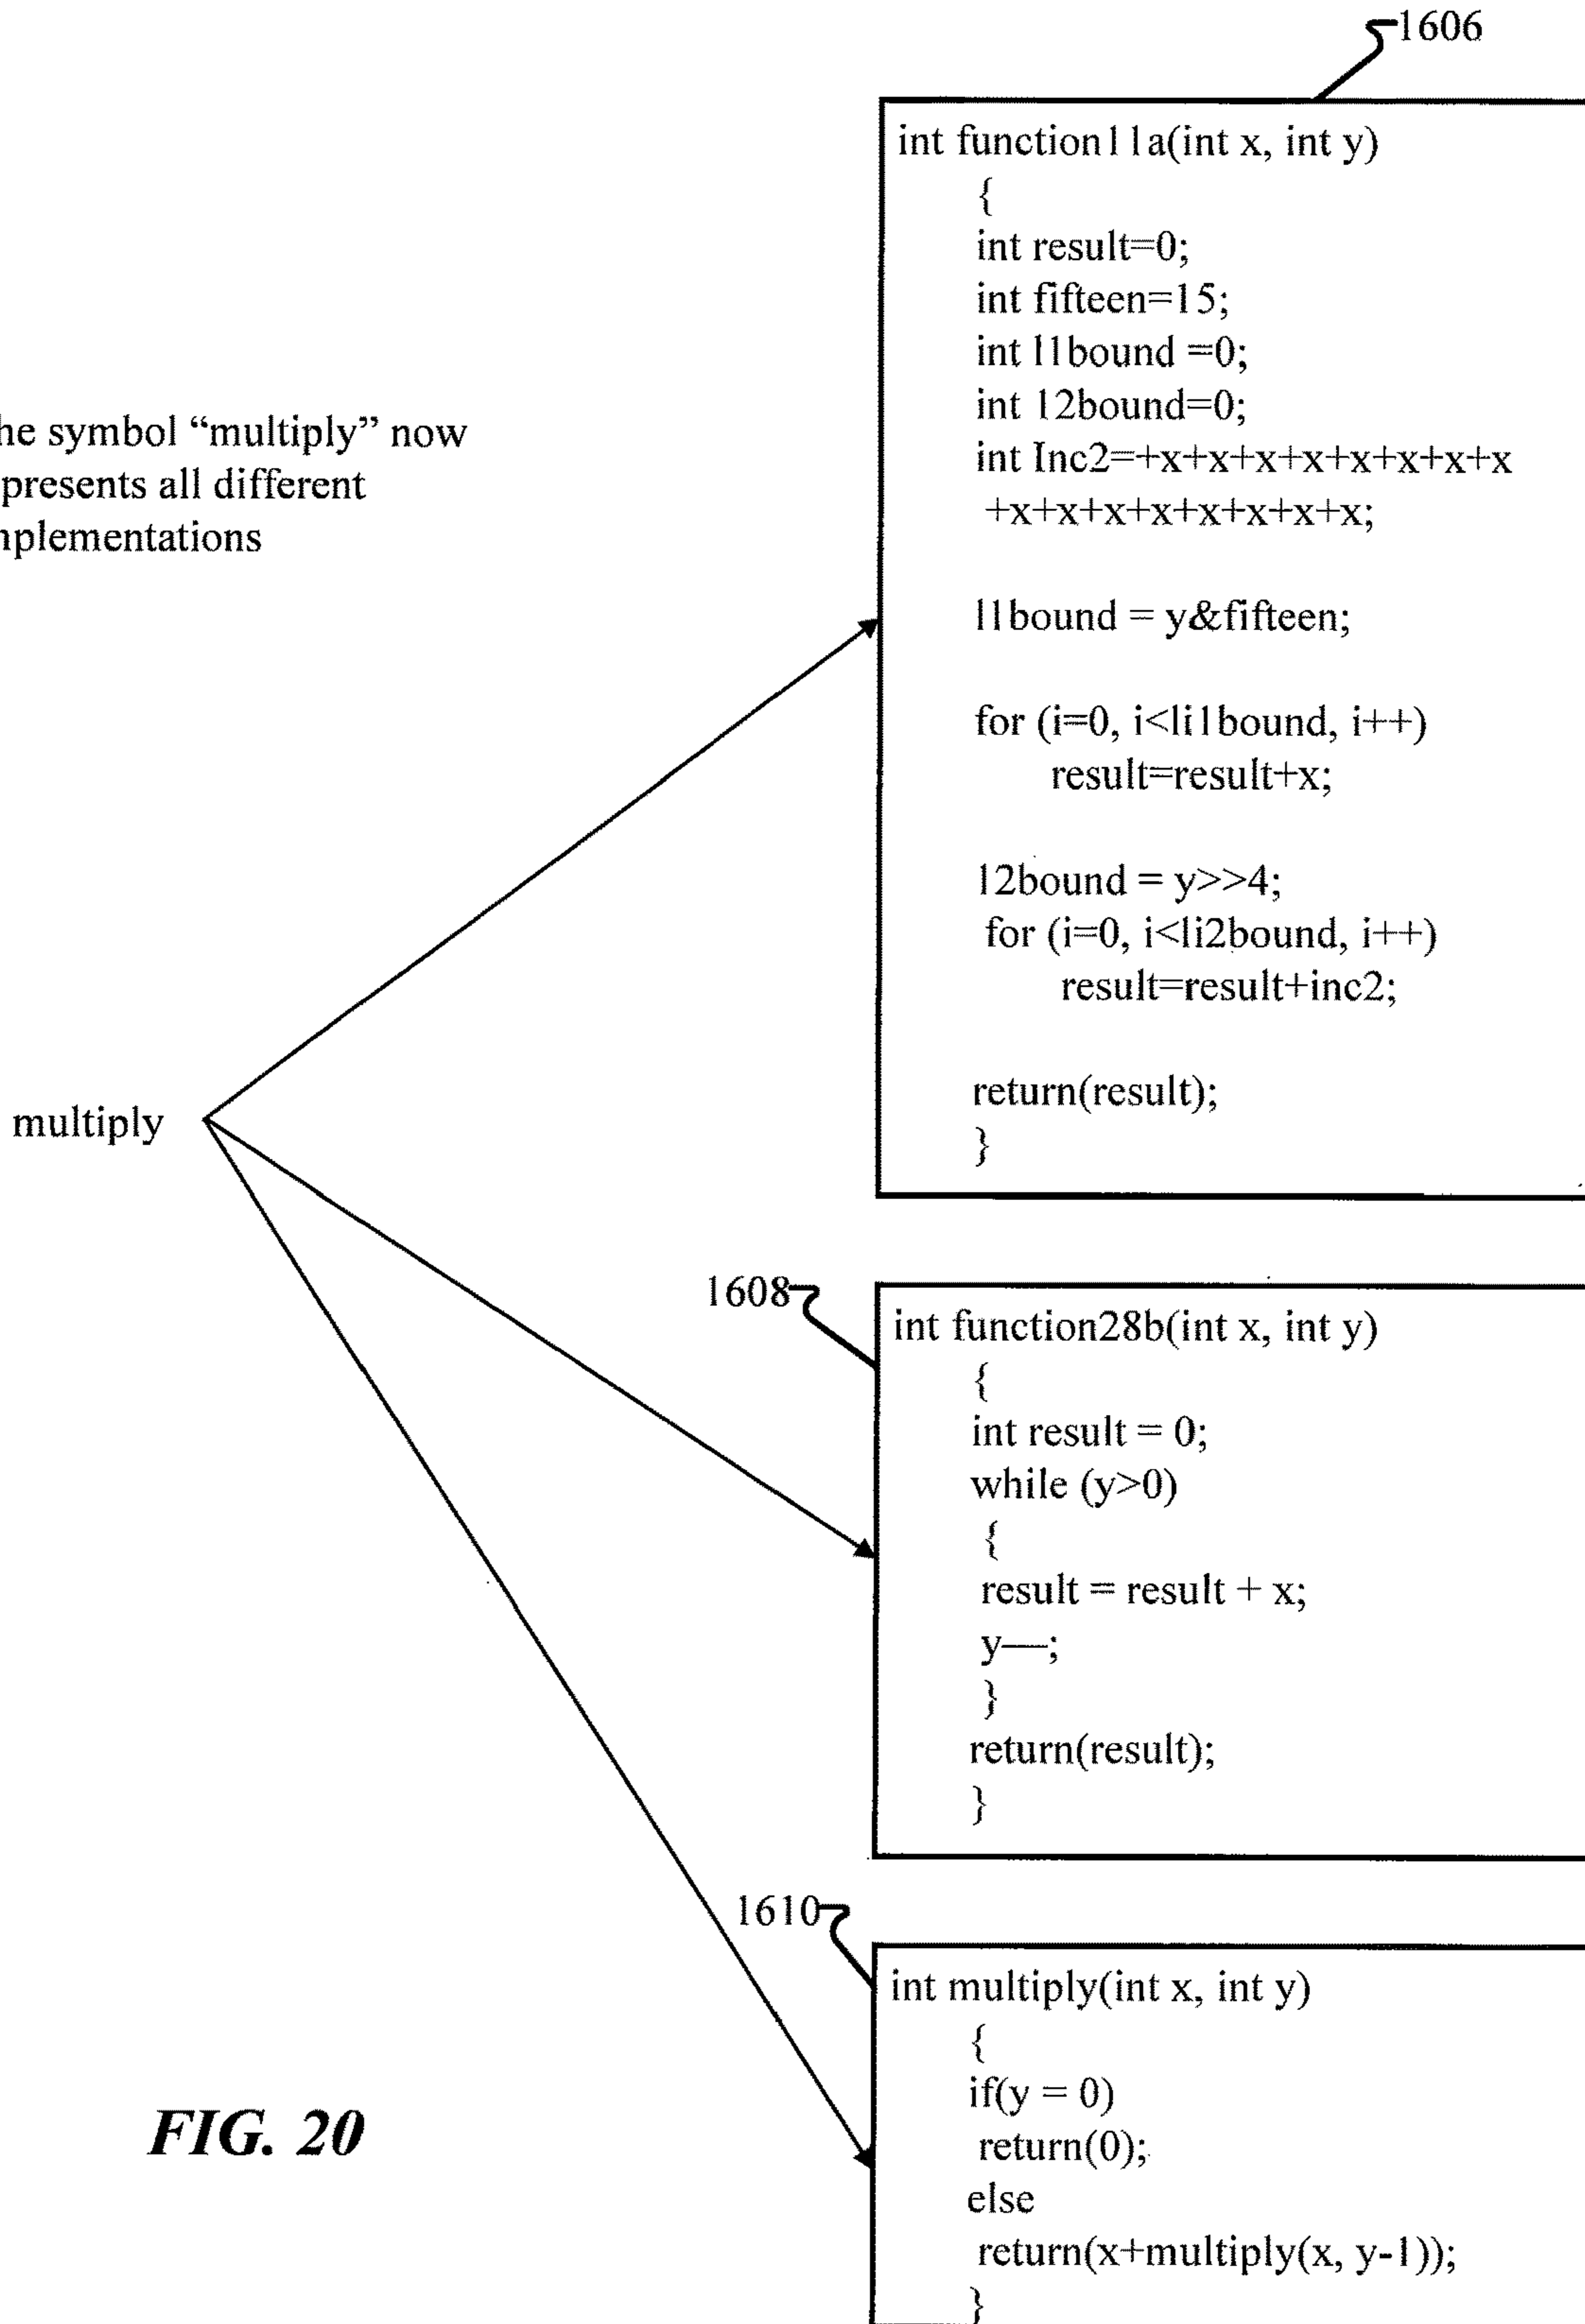 1606
int function11a(int x, int y)
{
int result=0;
int fifteen=15;
int l1bound =0;
int l2bound=0;
int Inc2=+x+x+x+x+x+x+x+x
+x+x+x+x+x+x+x+x;
l1bound = y&fifteen;
for (i=0, i<li1bound, i++)
result=result+x;
l2bound = y>>4;
for (i=0, i<li2bound, i++)
result=result+inc2;
return(result);
}
he symbol “multiply” now
presents all different
plementations
multiply
1608
int function28b(int x, int y)
{
int result = 0;
while (y>0)
{
result = result + x;
y—;
}
return(result);
}
1610
int multiply(int x, int y)
{
if(y = 0)
return(0);
else
return(x+multiply(x, y-1));
}
FIG. 20